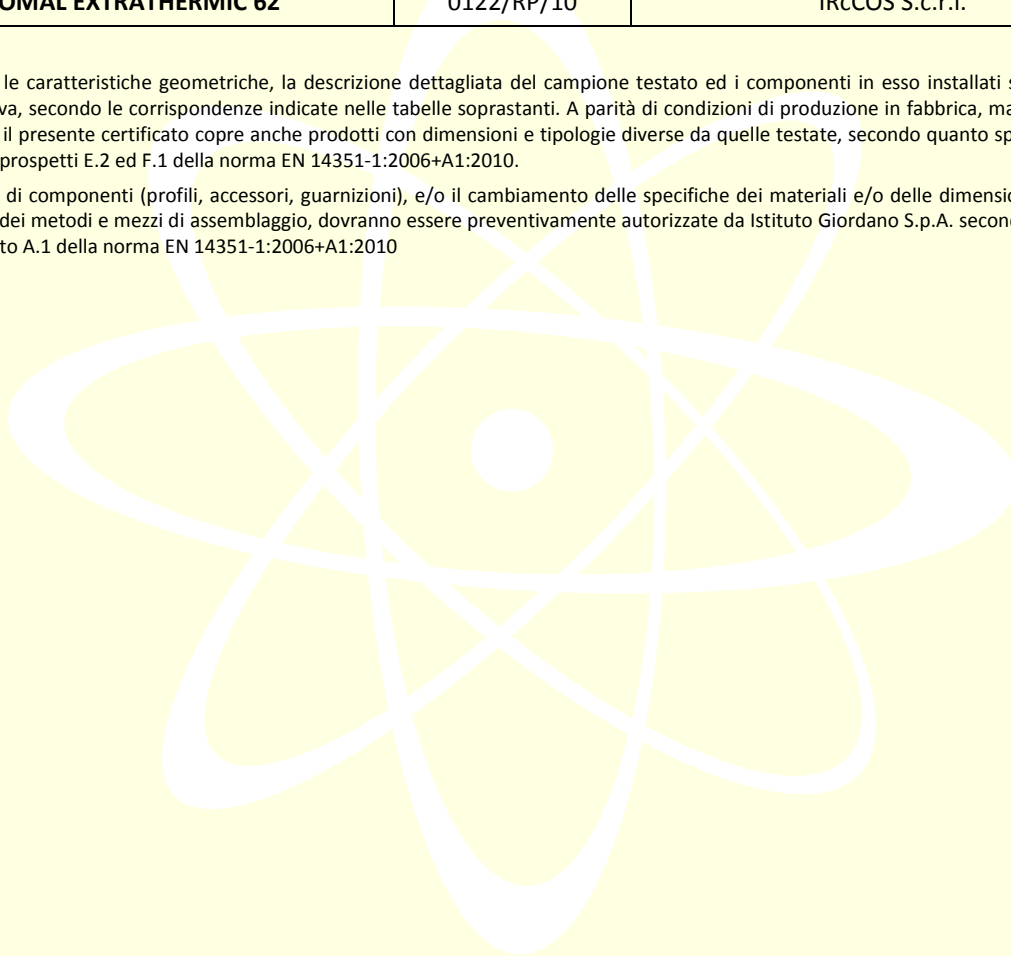 OMAL EXTRATHERMIC 62 0122/RP/10 IRcCOS S.c.r.l.
le caratteristiche geometriche, la descrizione dettagliata del campione testato ed i componenti in esso installati s
va, secondo le corrispondenze indicate nelle tabelle soprastanti. A parità di condizioni di produzione in fabbrica, ma
il presente certificato copre anche prodotti con dimensioni e tipologie diverse da quelle testate, secondo quanto sp
prospetti E.2 ed F.1 della norma EN 14351-1:2006+A1:2010.
di componenti (profili, accessori, guarnizioni), e/o il cambiamento delle specifiche dei materiali e/o delle dimensio
dei metodi e mezzi di assemblaggio, dovranno essere preventivamente autorizzate da Istituto Giordano S.p.A. secon
to A.1 della norma EN 14351-1:2006+A1:2010